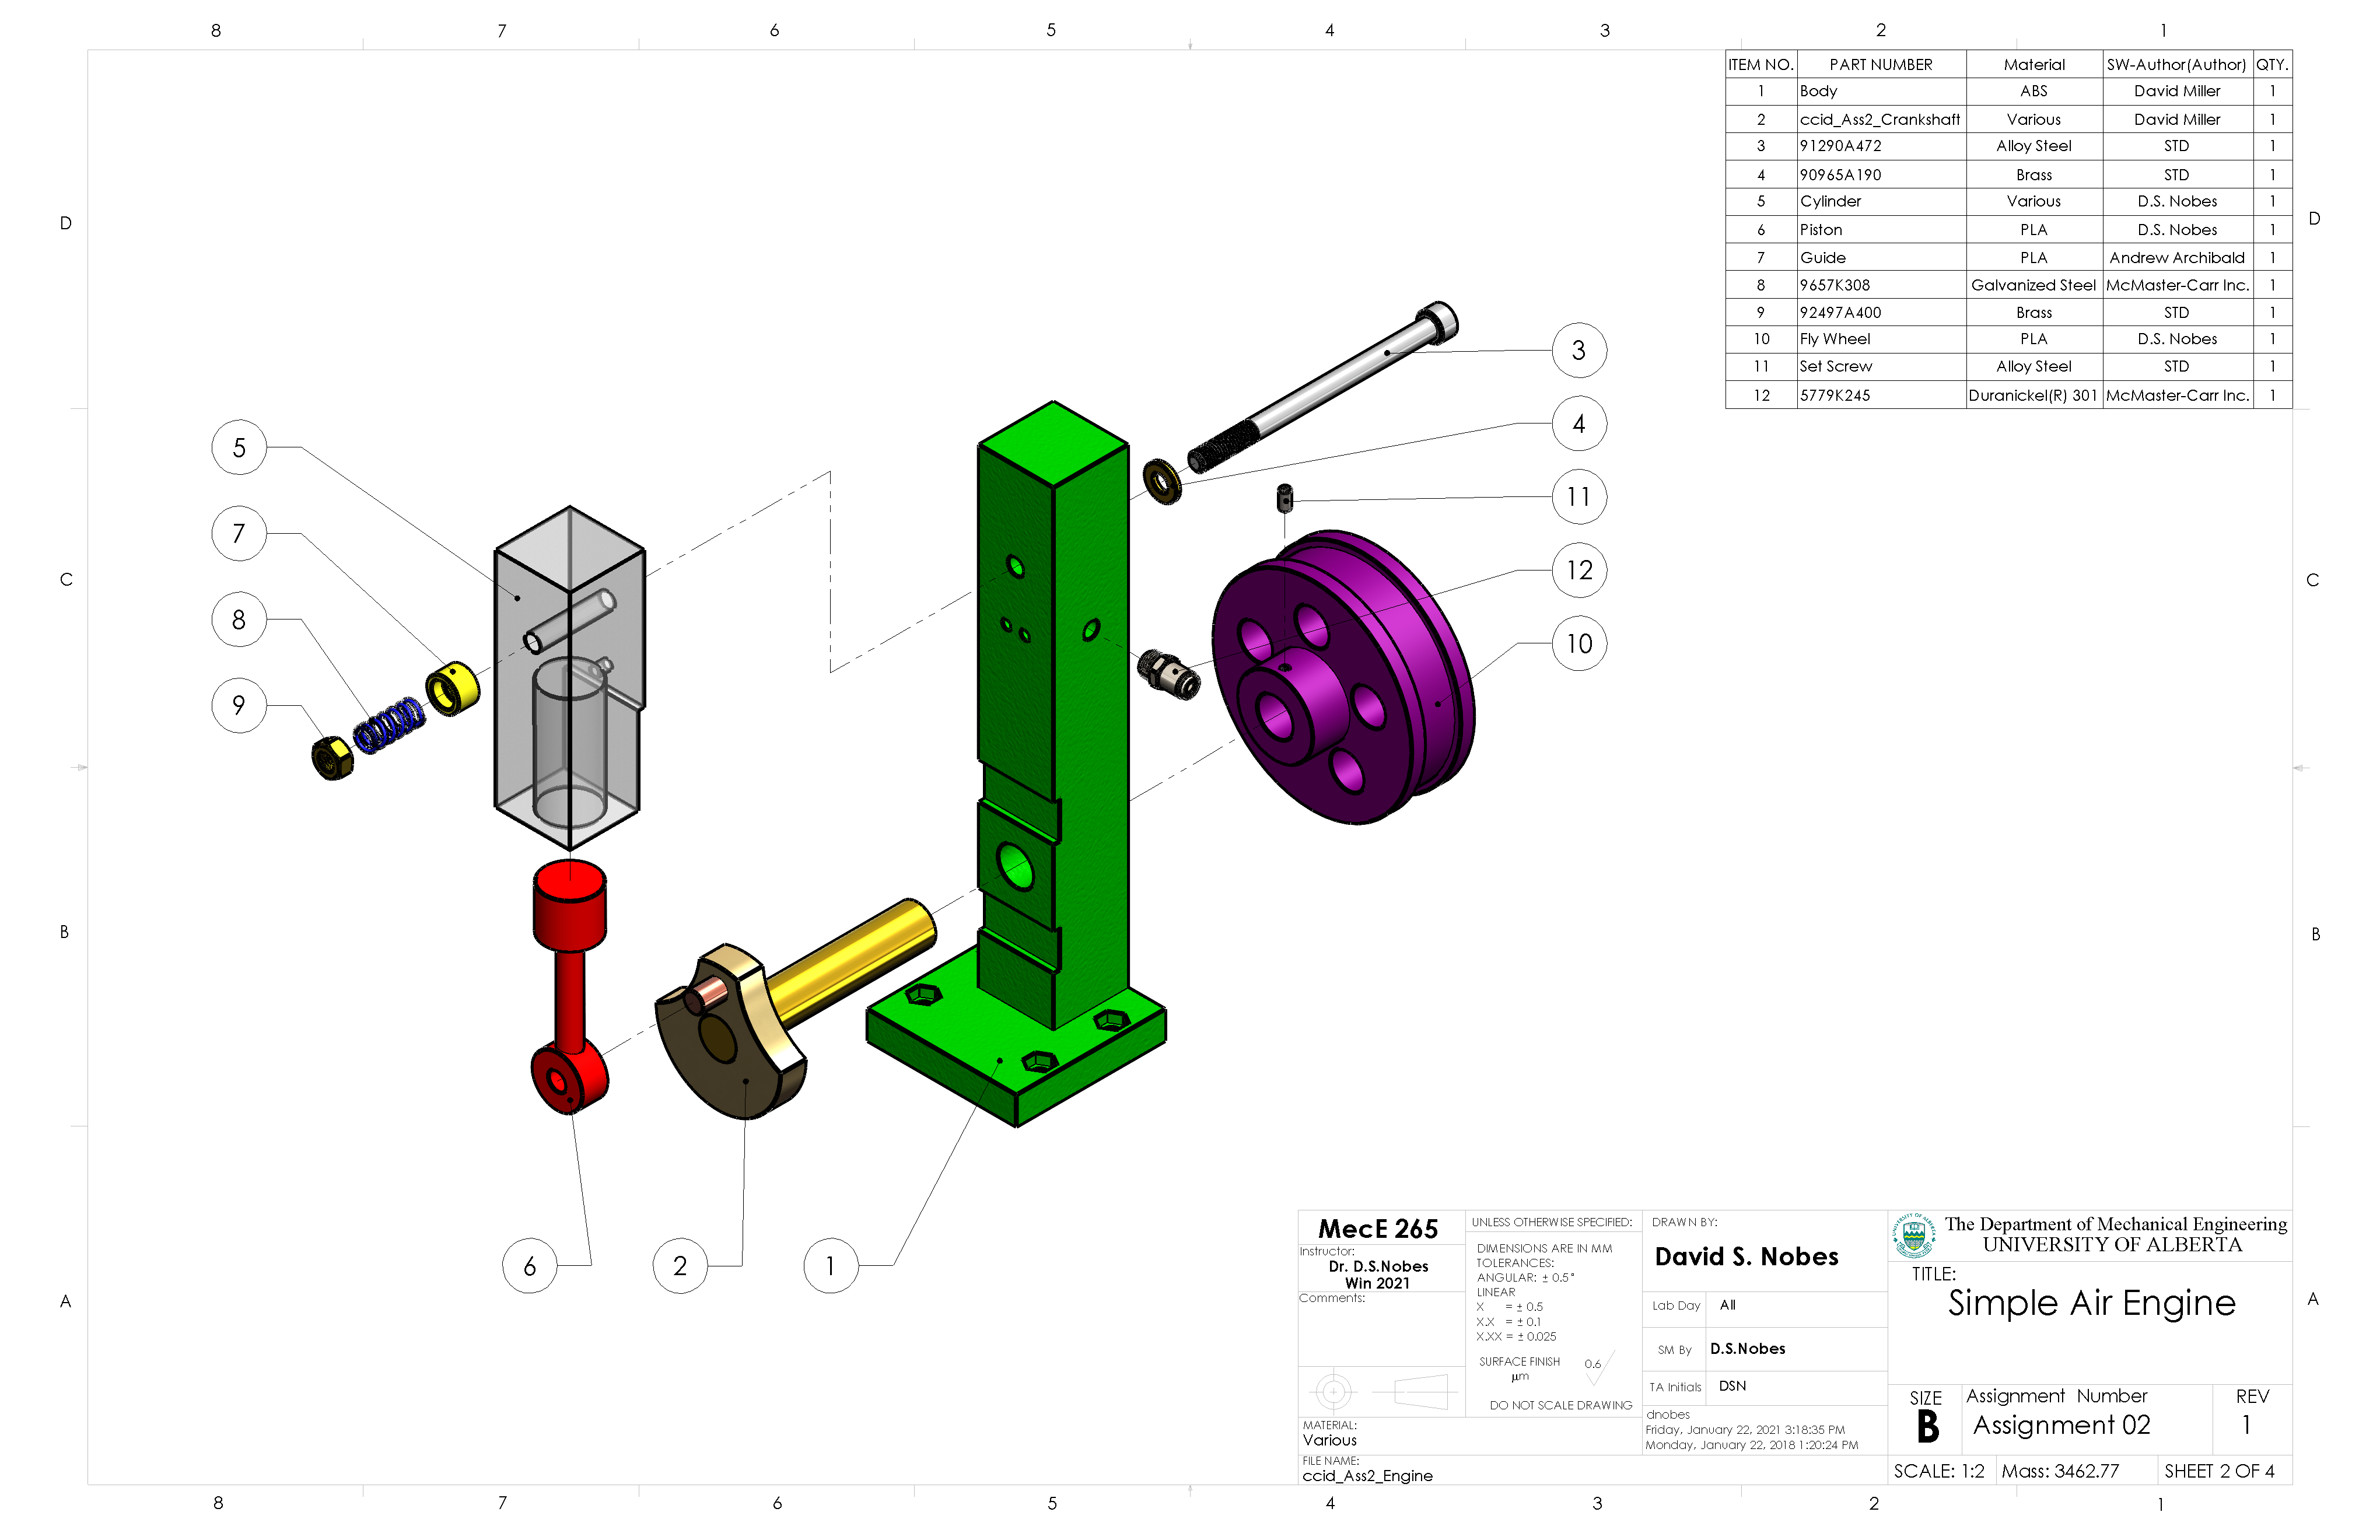 8 7 6 5 4 3 2 1
ITEM NO. PART NUMBER Material SW-Author(Author) QTY.
1 Body ABS David Miller 1
2 ccid_Ass2_Crankshaft Various David Miller 1
3 91290A472 Alloy Steel STD 1
4 90965A190 Brass STD 1
5 Cylinder Various D.S. Nobes 1
6 Piston PLA D.S. Nobes 1
7 Guide PLA Andrew Archibald 1
8 9657K308 Galvanized Steel McMaster-Carr Inc. 1
9 92497A400 Brass STD 1
10 Fly Wheel PLA D.S. Nobes 1
11 Set Screw Alloy Steel STD 1
12 5779K245 Duranickel(R) 301 McMaster-Carr Inc. 1
D D
3
4
5
11
7
12
C C
8
10
9
B B
6 2 1
A A
MecE 265
Instructor:
Dr. D.S.Nobes
Win 2021
Comments:
UNLESS OTHERWISE SPECIFIED:
DIMENSIONS ARE IN MM
TOLERANCES:
ANGULAR: ± 0.5°
LINEAR
X = ± 0.5
X.X = ± 0.1
X.XX = ± 0.025
SURFACE FINISH 0.6
µm
DO NOT SCALE DRAWING
MATERIAL:
Various
FILE NAME:
ccid_Ass2_Engine
DRAWN BY:
David S. Nobes
Lab Day All
SM By D.S.Nobes
TA Initials DSN
dnobes
Friday, January 22, 2021 3:18:35 PM
Monday, January 22, 2018 1:20:24 PM
UNIVERSITY OF ALBERTA
The Department of Mechanical Engineering
UNIVERSITY OF ALBERTA
TITLE:
Simple Air Engine
SIZE
B
Assignment Number
Assignment 02
REV
1
SCALE: 1:2 Mass: 3462.77 SHEET 2 OF 4
8 7 6 5 4 3 2 1